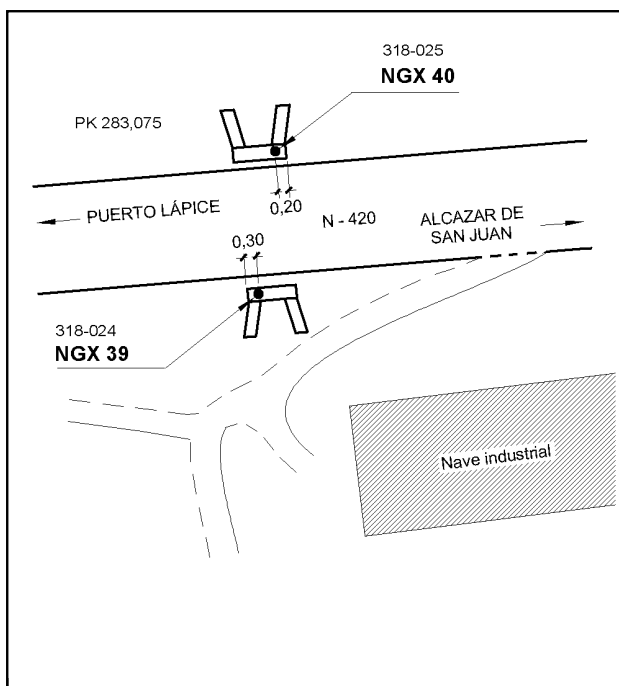 318-025
NGX 40
PK 283,075
PUERTO LÁPICE
0,20
N - 420
ALCAZAR DE
SAN JUAN
0,30
318-024
NGX 39
Nave industrial